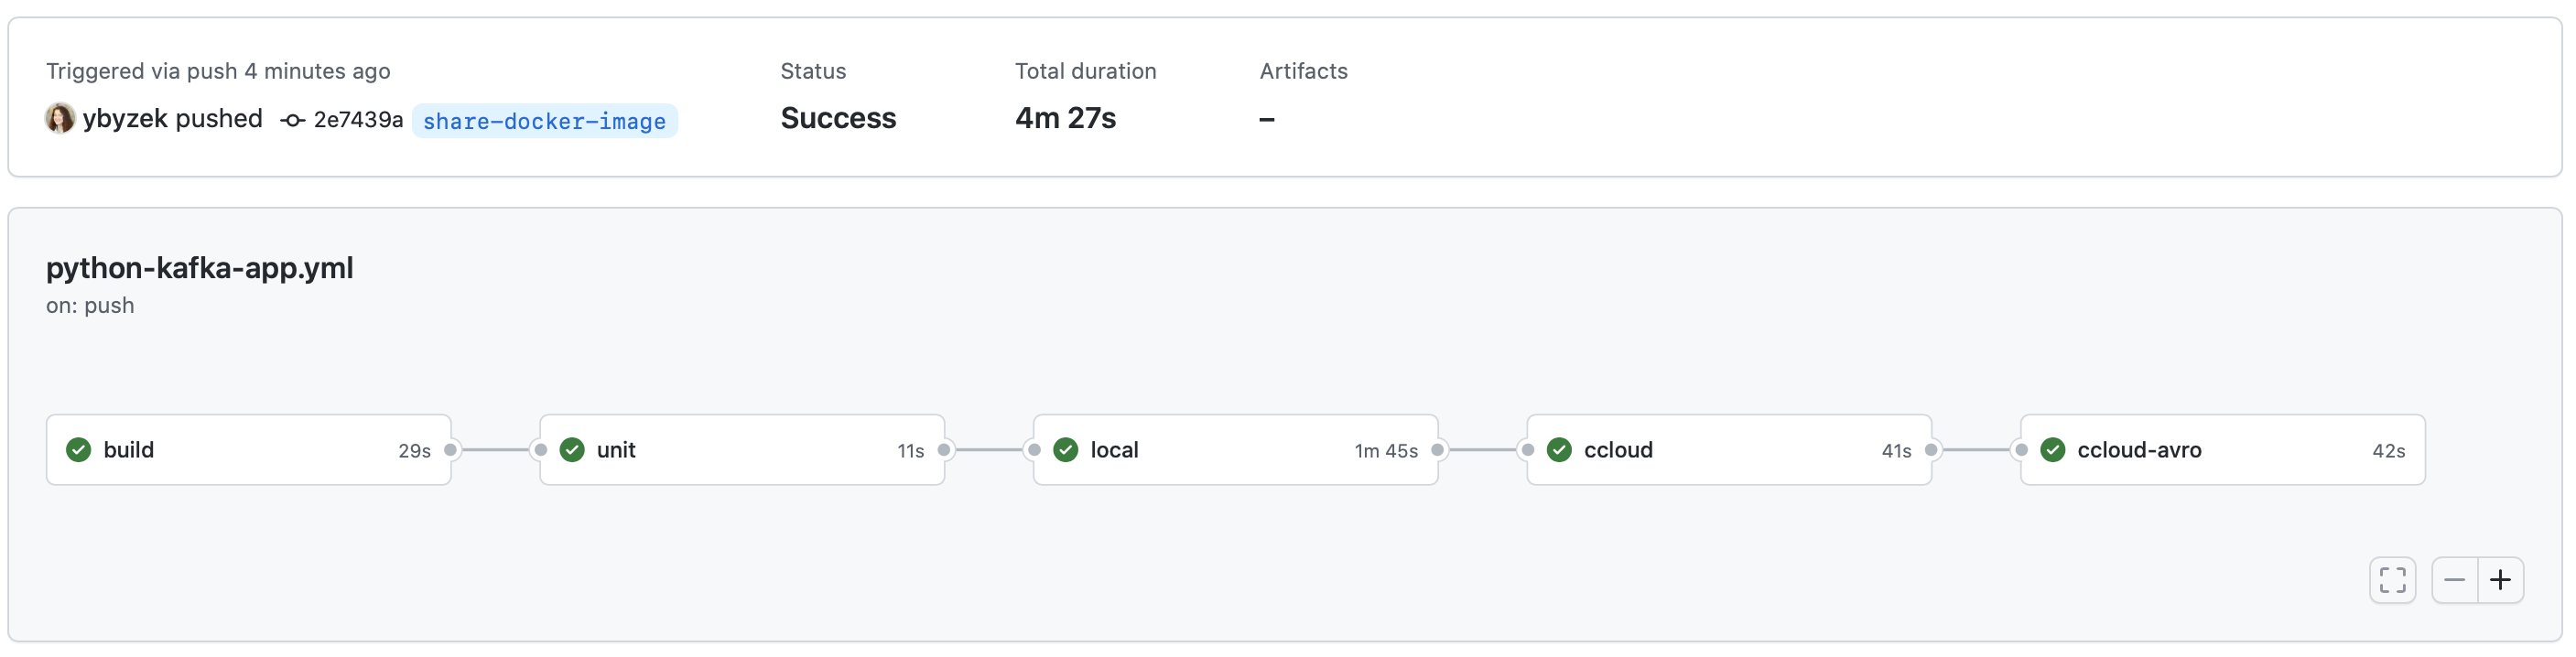 Triggered via push 4 minutes ago
ybyzek pushed 2e7439a share-docker-image
Status
Success
Total duration
4m 27s
Artifacts
–
python-kafka-app.yml
on: push
build 29s
unit 11s
local 1m 45s
ccloud 41s
ccloud-avro 42s